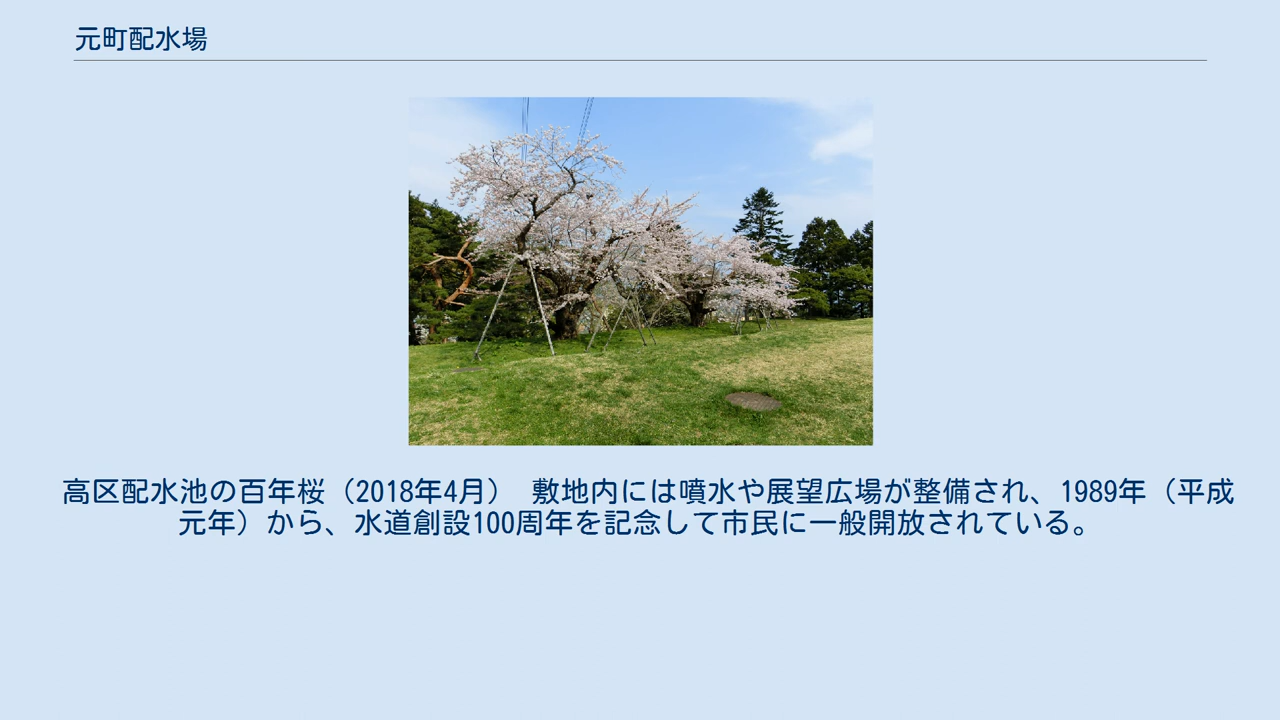 元町配水場
高区配水池の百年桜（2018年4月） 敷地内には噴水や展望広場が整備され、1989年（平成
元年）から、水道創設100周年を記念して市民に一般開放されている。